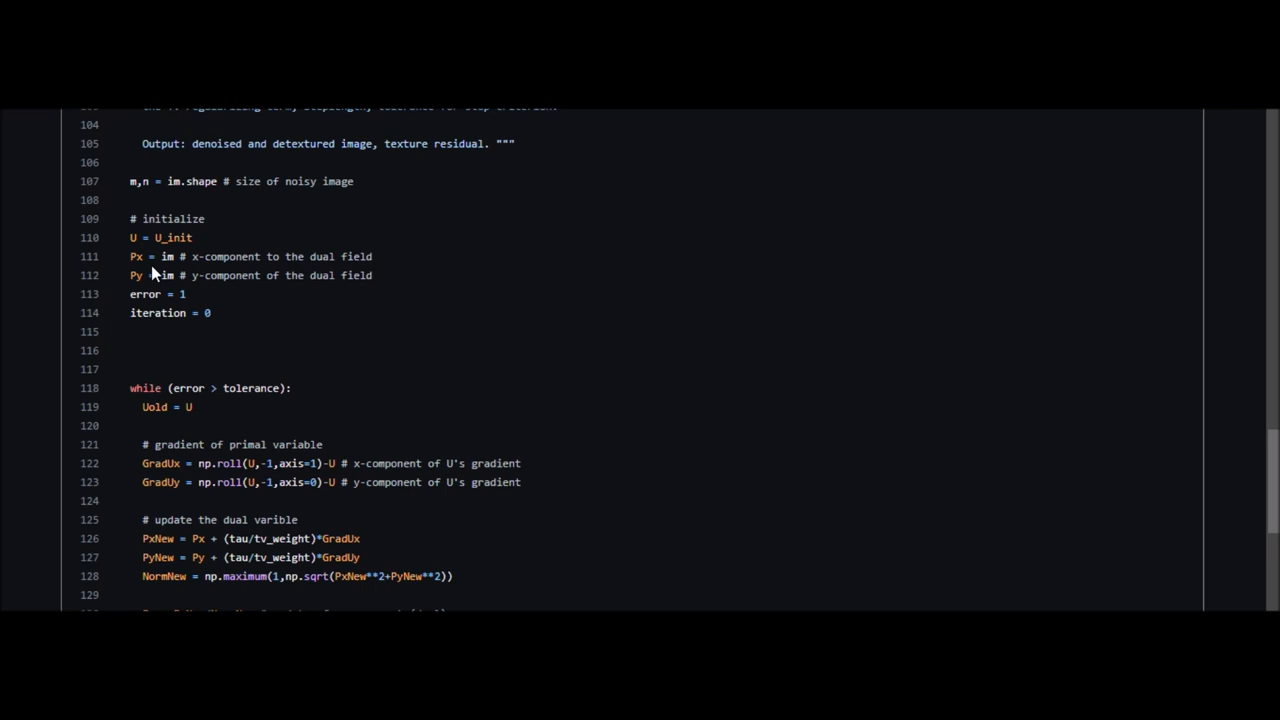 104
105 Output: denoised and detextured image, texture residual. """
106
107 m,n = im.shape # size of noisy image
108
109 # initialize
110 U = U_init
111 Px = im # x-component to the dual field
112 Py = im # y-component of the dual field
113 error = 1
114 iteration = 0
115
116
117
118 while (error > tolerance):
119 Uold = U
120
121 # gradient of primal variable
122 GradUx = np.roll(U,-1,axis=1)-U # x-component of U's gradient
123 GradUy = np.roll(U,-1,axis=0)-U # y-component of U's gradient
124
125 # update the dual varible
126 PxNew = Px + (tau/tv_weight)*GradUx
127 PyNew = Py + (tau/tv_weight)*GradUy
128 NormNew = np.maximum(1,np.sqrt(PxNew**2+PyNew**2))
129